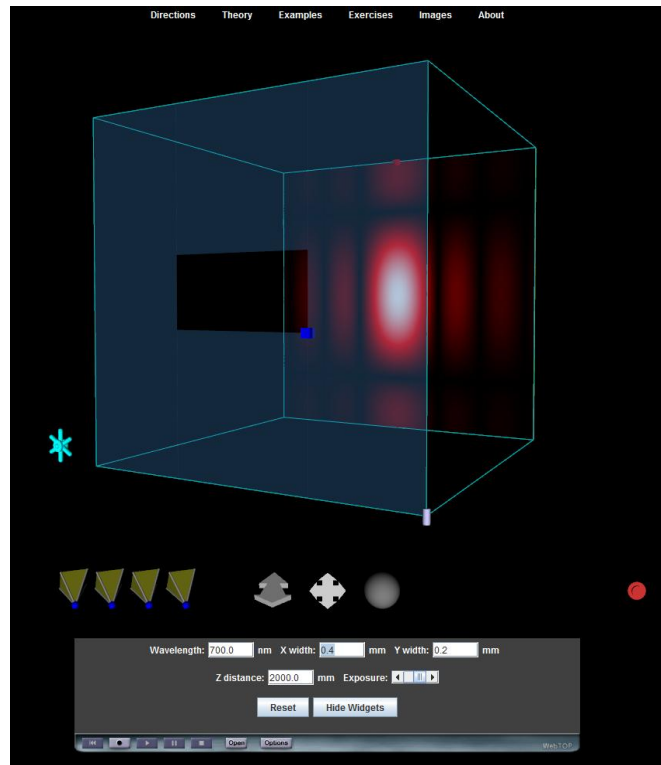 Directions Theory Examples Exercises Images About
Wavelength: 700.0 nm X width: 0.4 mm Y width: 0.2 mm
Z distance: 2000.0 mm Exposure:
Reset Hide Widgets
Open Options WebTOP